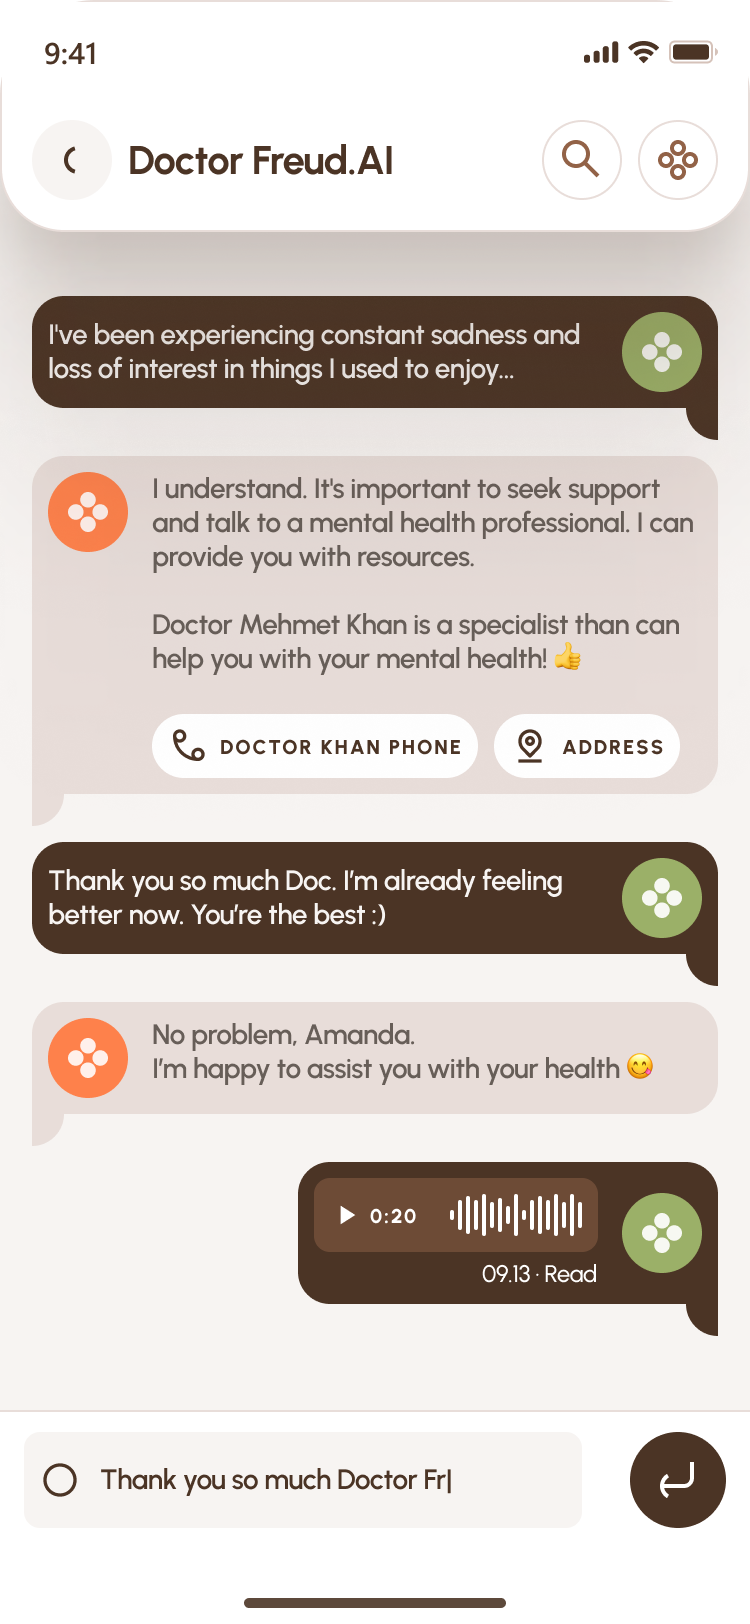 9:41
Doctor Freud.AI
I've been experiencing constant sadness and
loss of interest in things I used to enjoy...
I understand. It's important to seek support
and talk to a mental health professional. I can
provide you with resources.
Doctor Mehmet Khan is a specialist than can
help you with your mental health! 👍
DOCTOR KHAN PHONE
ADDRESS
Thank you so much Doc. I’m already feeling
better now. You’re the best :)
No problem, Amanda.
I’m happy to assist you with your health 😋
0:20
09.13 · Read
Thank you so much Doctor Fr|